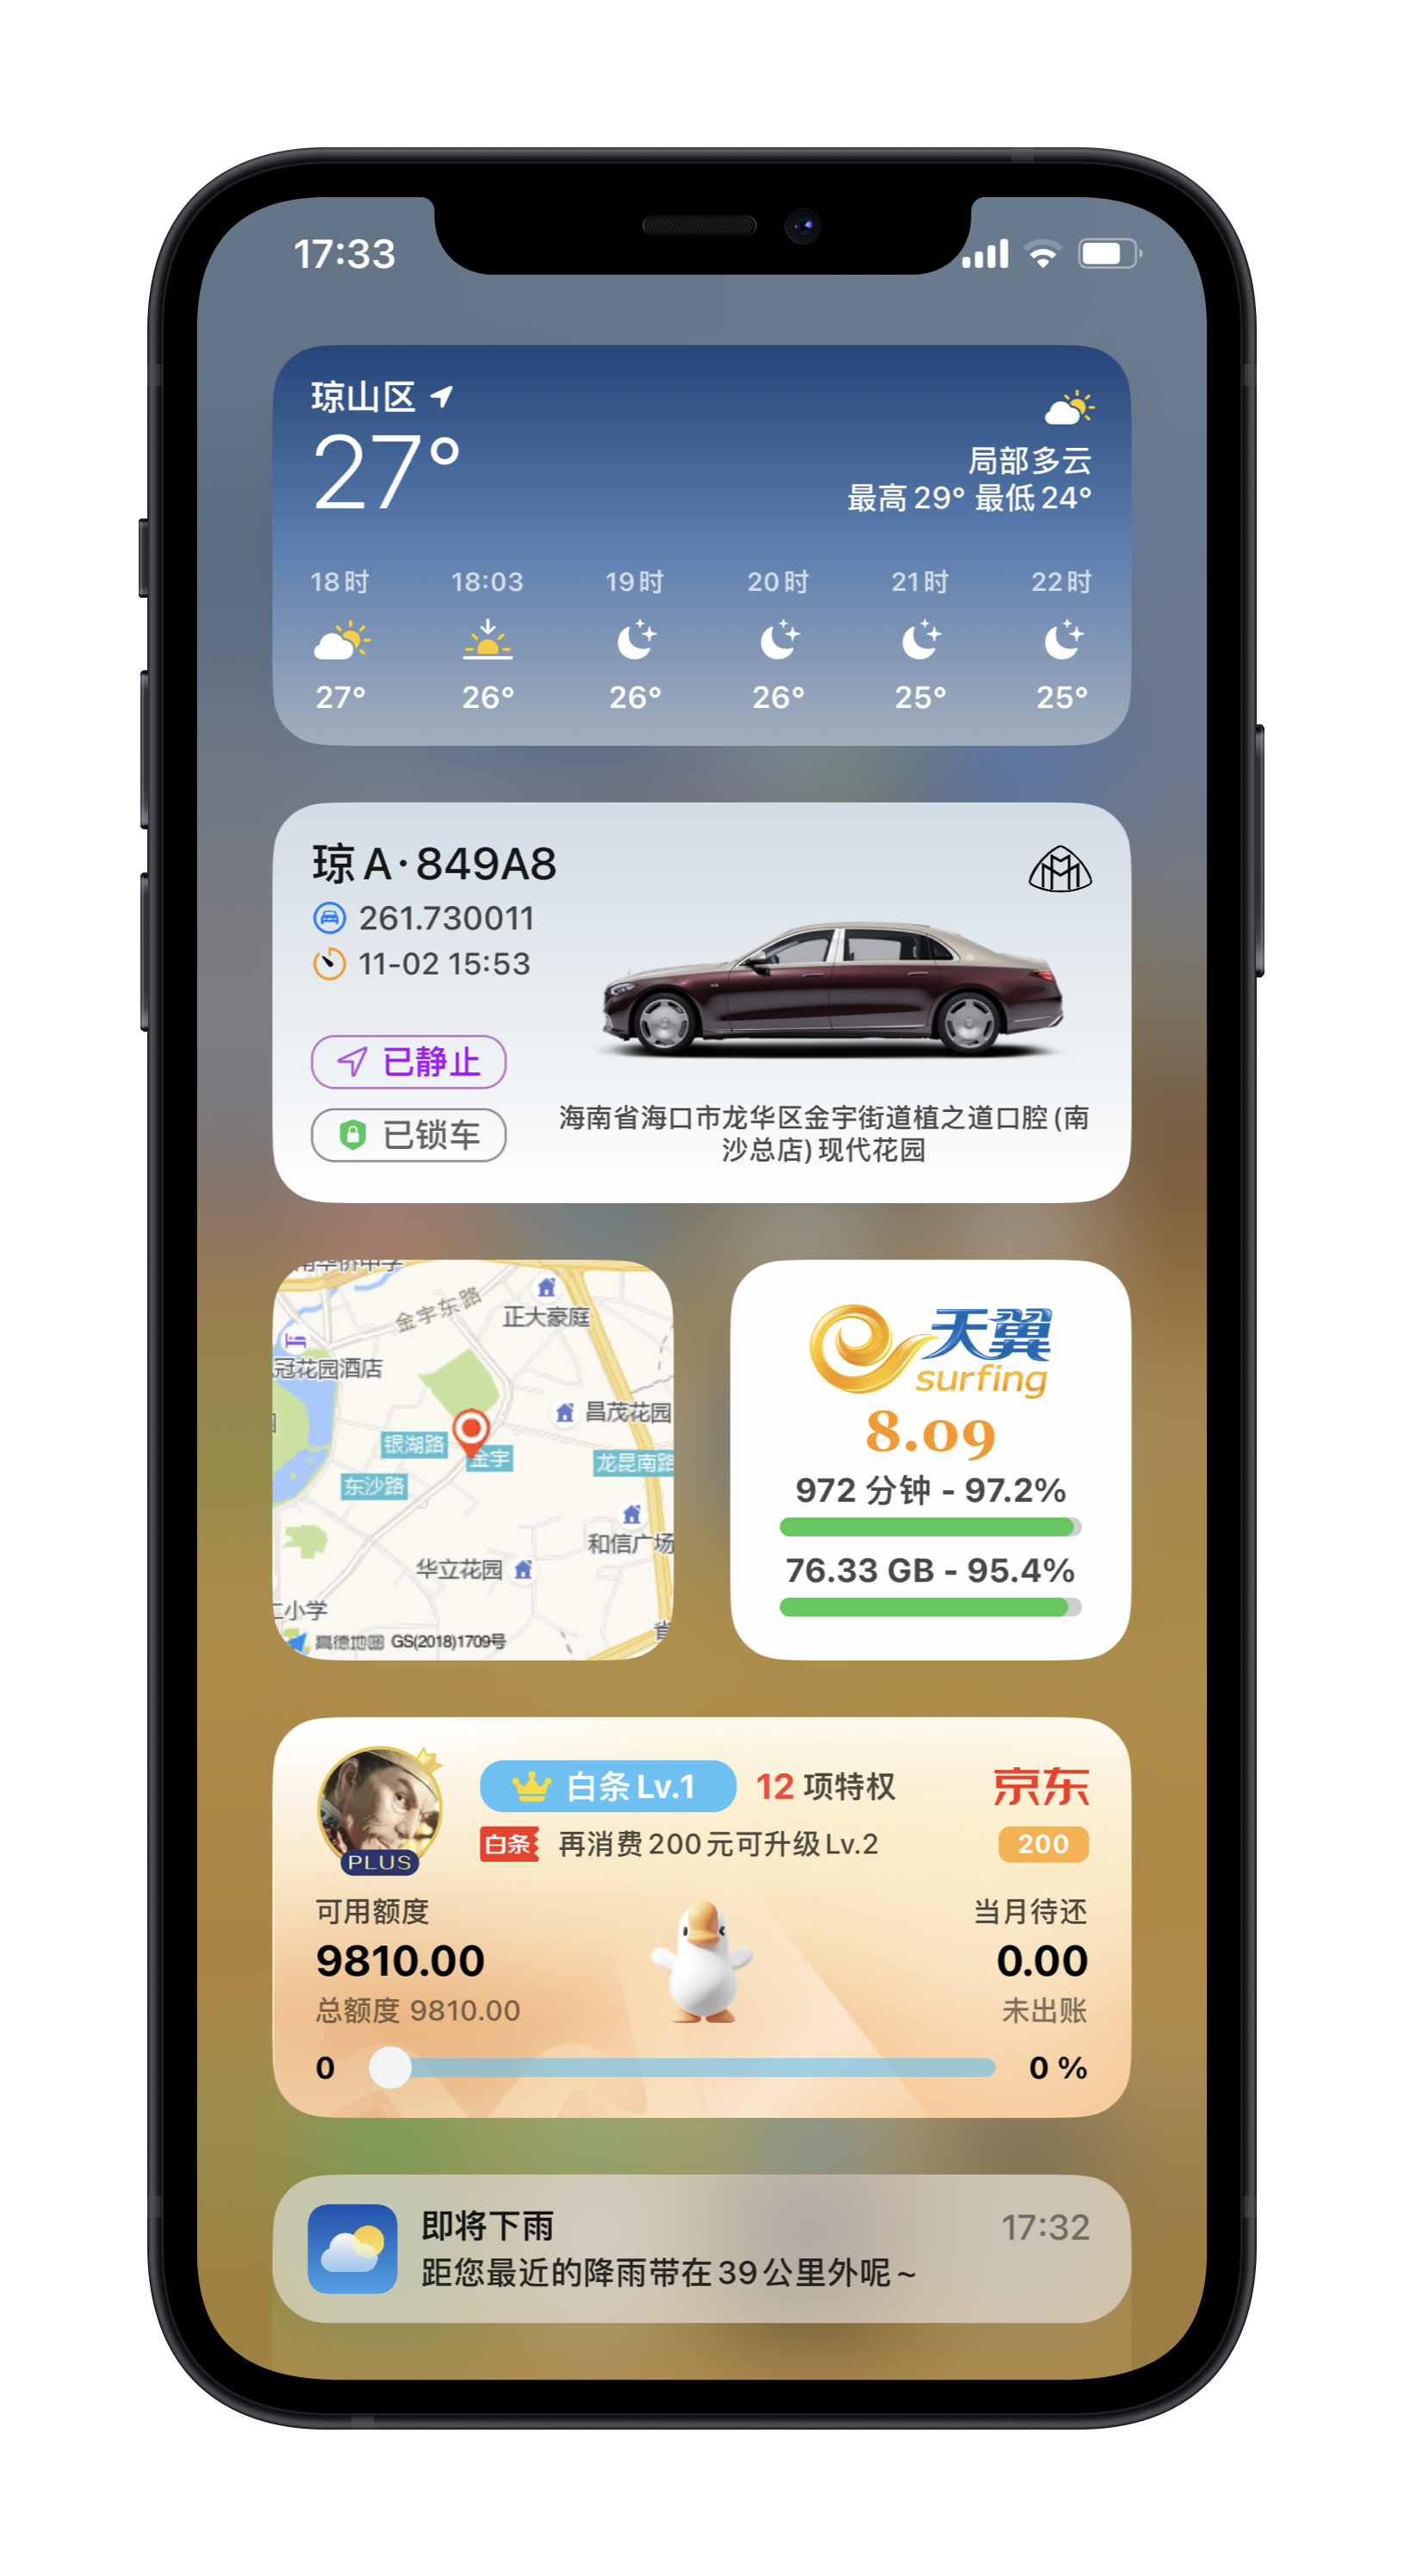 17:33
琼山区
27°
局部多云
最高 29° 最低 24°
18时 18:03 19时 20时 21时 22时
27° 26° 26° 26° 25° 25°
琼 A·849A8
261.730011
11-02 15:53
已静止
已锁车
海南省海口市龙华区金宇街道植之道口腔(南
沙总店)现代花园
金宇东路
正大豪庭
冠花园酒店
昌茂花园
银湖路
金宇
龙昆南路
东沙路
和信广场
华立花园
小学
高德地图 GS(2018)1709号
天翼
surfing
8.09
972 分钟 - 97.2%
76.33 GB - 95.4%
白条 Lv.1 12 项特权
京东
PLUS
白条 再消费200元可升级Lv.2
200
可用额度
9810.00
总额度 9810.00
当月待还
0.00
未出账
0 0 %
即将下雨 17:32
距您最近的降雨带在39公里外呢~